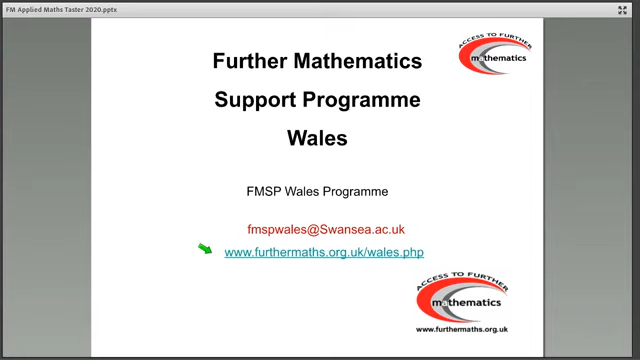 FM Applied Maths Taster 2020.pptx
ACCESS TO FURTHER
mathematics
Further Mathematics
Support Programme
Wales
FMSP Wales Programme
fmspwales@Swansea.ac.uk
www.furthermaths.org.uk/wales.php
ACCESS TO FURTHER
mathematics
www.furthermaths.org.uk